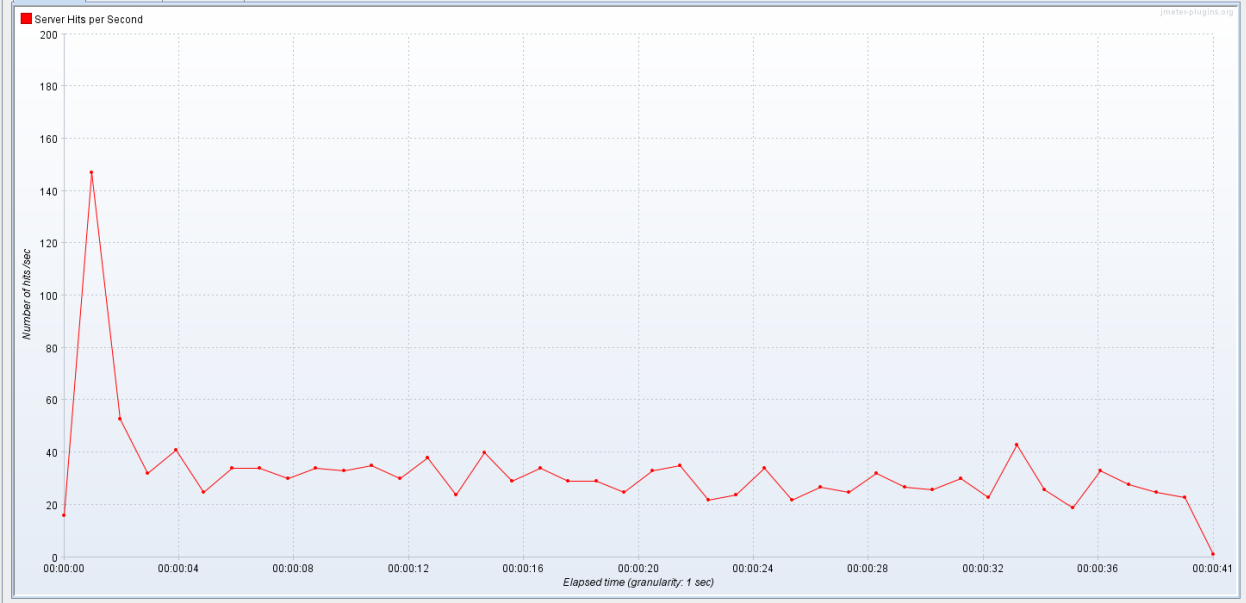 Server Hits per Second
jmeter-plugins.org
200
180
160
140
120
100
80
60
40
20
0
Number of hits /sec
00:00:00 00:00:04 00:00:08 00:00:12 00:00:16 00:00:20 00:00:24 00:00:28 00:00:32 00:00:36 00:00:41
Elapsed time (granularity: 1 sec)